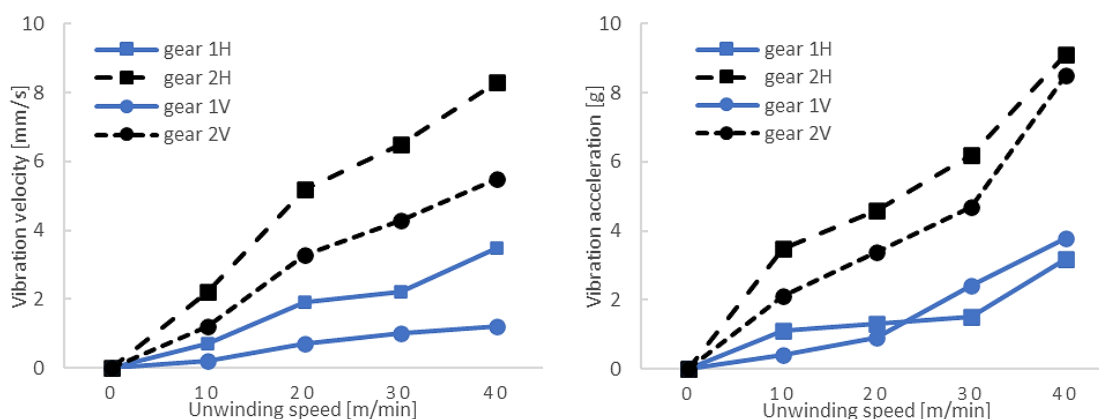 Vibration velocity [mm/s]
10
8
6
4
2
0
gear 1H
gear 2H
gear 1V
gear 2V
0 10 20 30 40
Unwinding speed [m/min]
Vibration acceleration [g]
10
8
6
4
2
0
gear 1H
gear 2H
gear 1V
gear 2V
0 10 20 30 40
Unwinding speed [m/min]